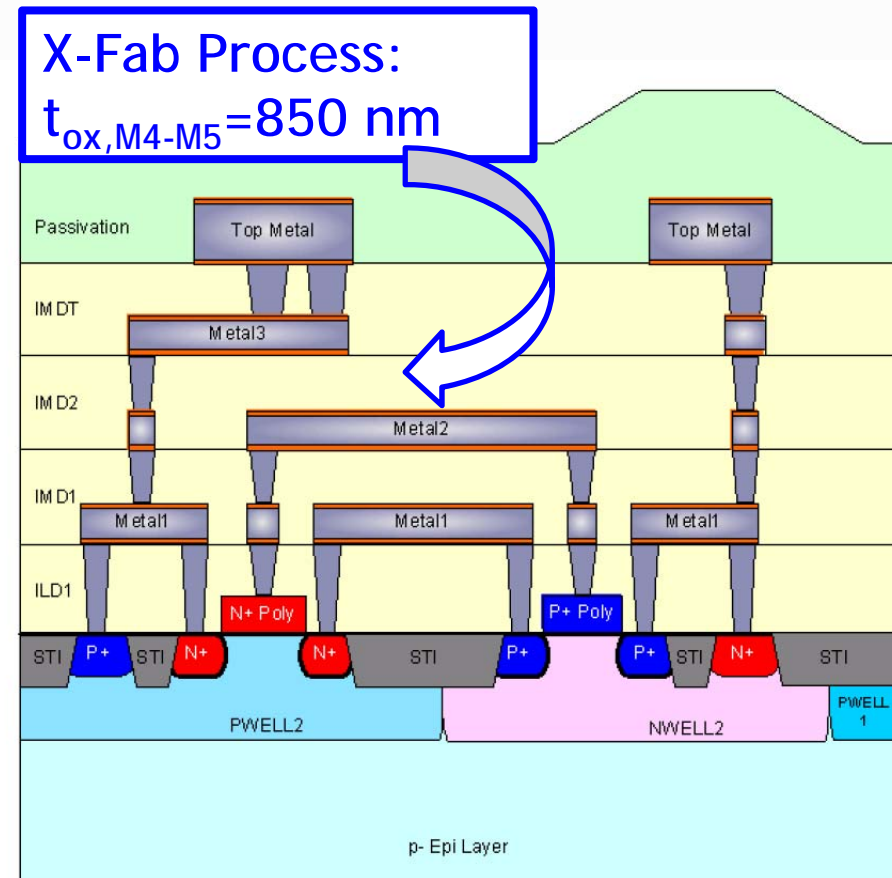 X-Fab Process:
tox,M4-M5=850 nm
Passivation
Top Metal
Top Metal
IMDT
Metal3
IMD2
Metal2
IMD1
Metal1
Metal1
Metal1
ILD1
N+ Poly
P+ Poly
STI
P+
STI
N+
N+
STI
P+
P+
STI
N+
STI
PWELL2
NWELL2
PWELL
1
p- Epi Layer